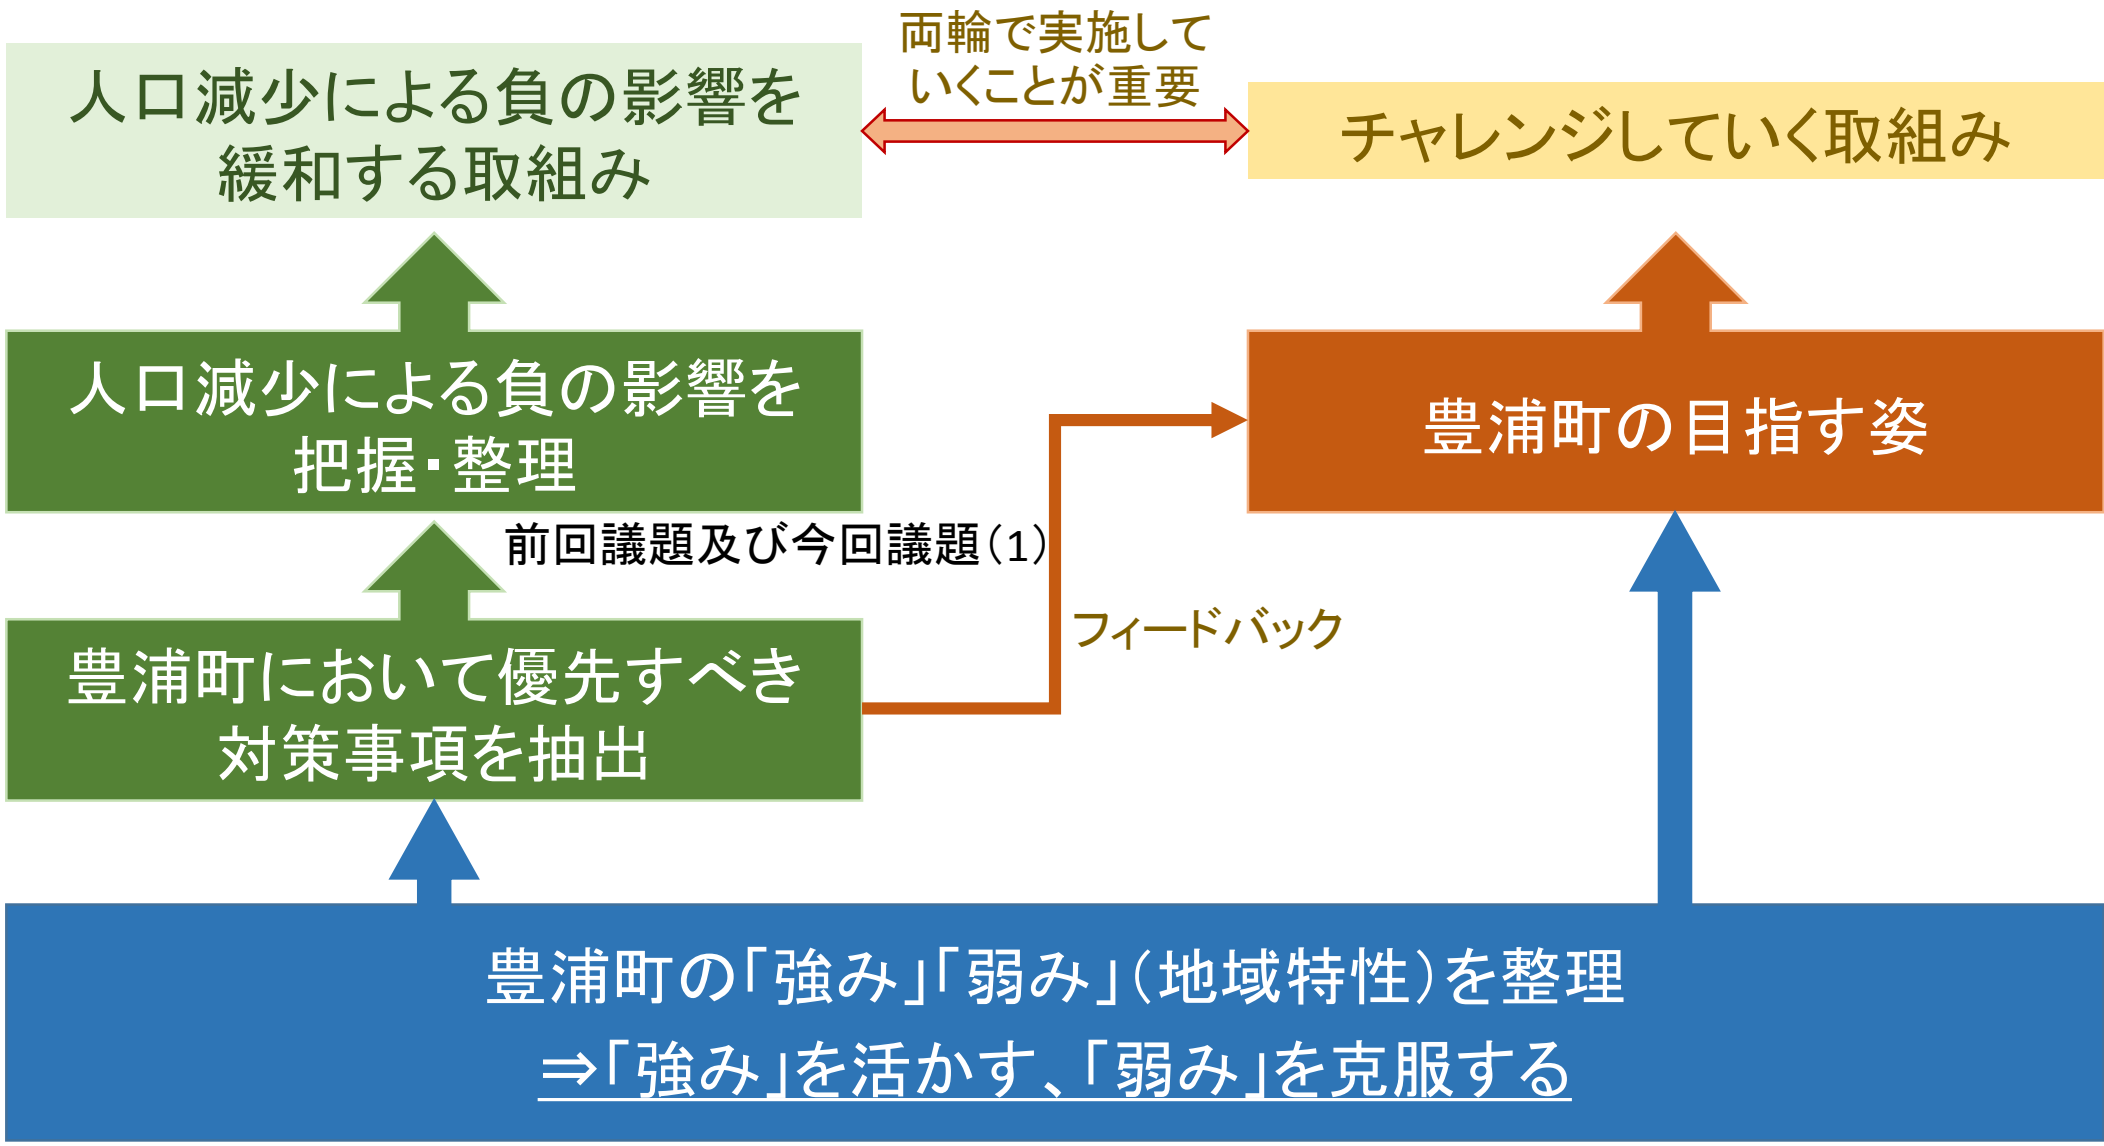 両輪で実施して
いくことが重要
人口減少による負の影響を
緩和する取組み
チャレンジしていく取組み
人口減少による負の影響を
把握・整理
豊浦町の目指す姿
前回議題及び今回議題(1)
フィードバック
豊浦町において優先すべき
対策事項を抽出
豊浦町の「強み」「弱み」(地域特性)を整理
⇒「強み」を活かす、「弱み」を克服する